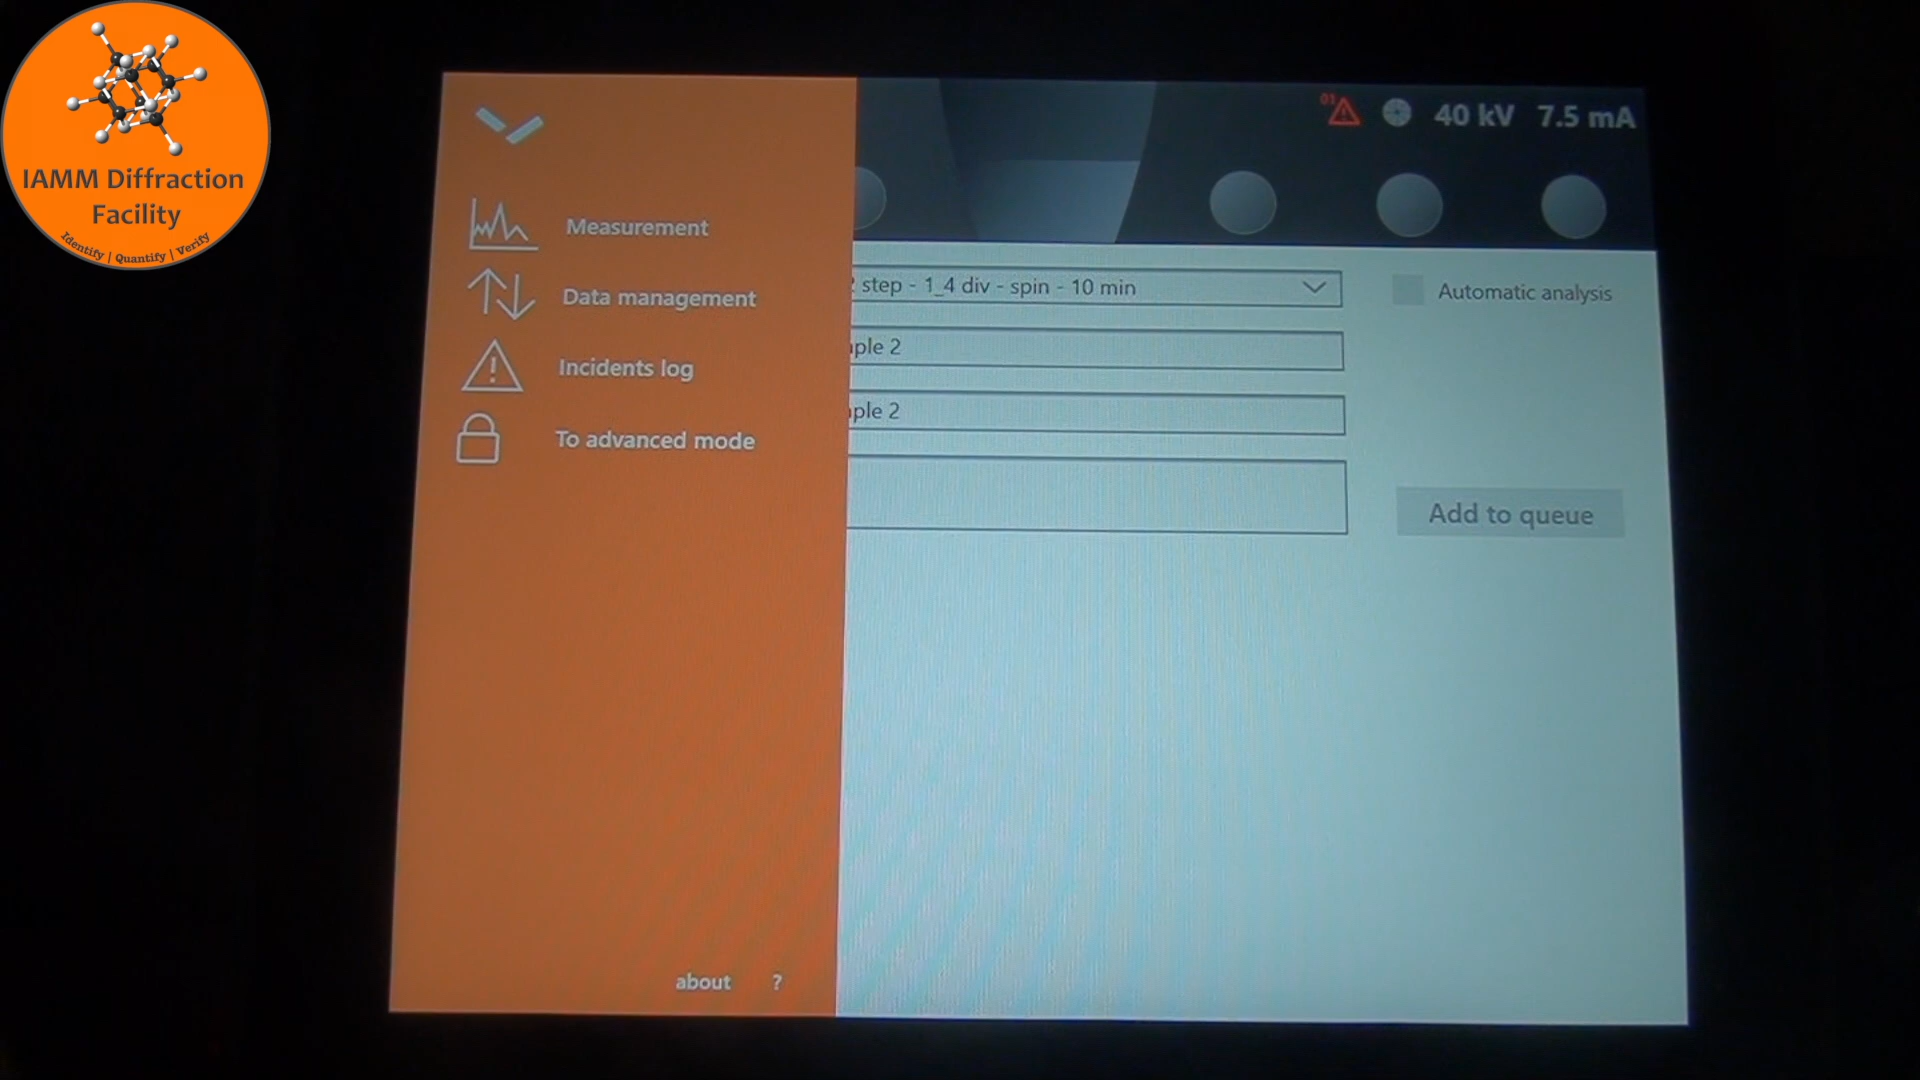 IAMM Diffraction
Facility
Identify | Quantify | Verify
01
40 kV 7.5 mA
Measurement
Data management
Incidents log
To advanced mode
step - 1_4 div - spin - 10 min
Automatic analysis
ple 2
ple 2
Add to queue
about ?